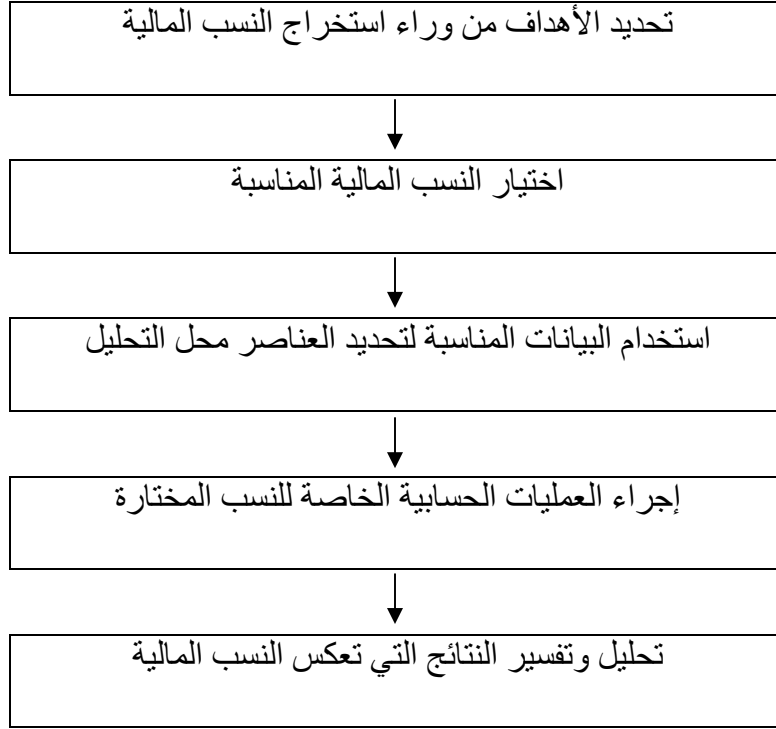 تحديد الأهداف من وراء استخراج النسب المالية
اختيار النسب المالية المناسبة
استخدام البيانات المناسبة لتحديد العناصر محل التحليل
إجراء العمليات الحسابية الخاصة للنسب المختارة
تحليل وتفسير النتائج التي تعكس النسب المالية